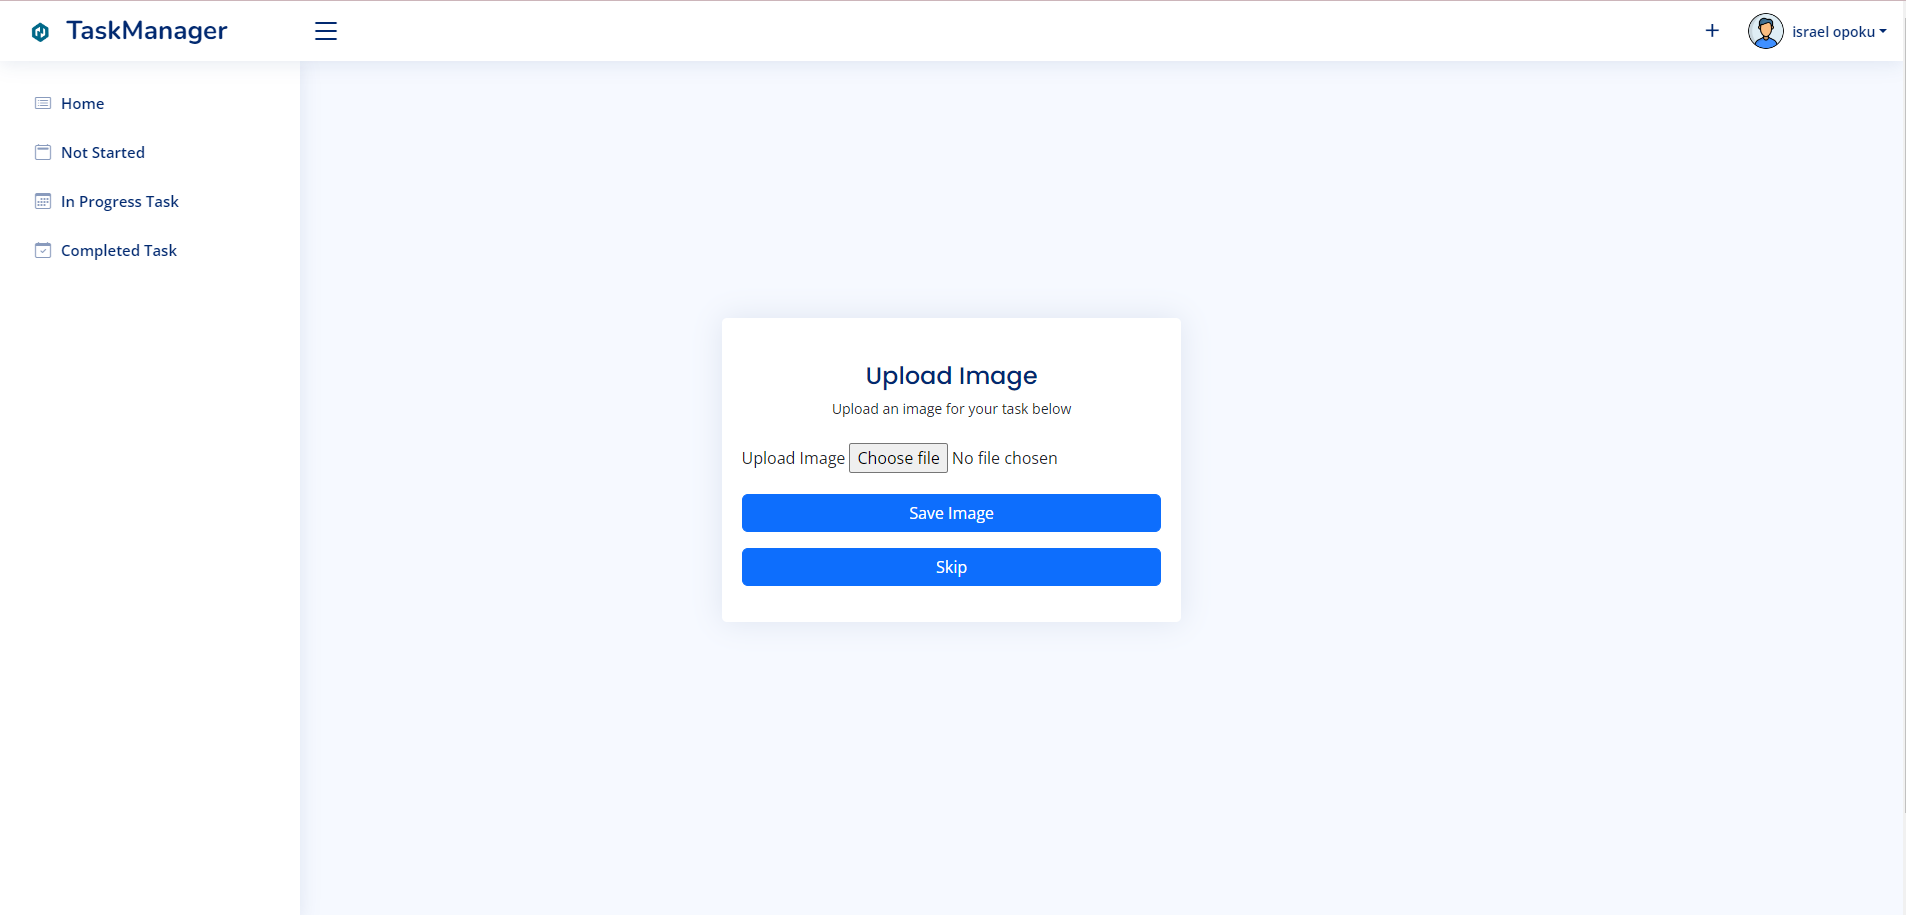 TaskManager
israel opoku
Home
Not Started
In Progress Task
Completed Task
Upload Image
Upload an image for your task below
Upload Image Choose file No file chosen
Save Image
Skip